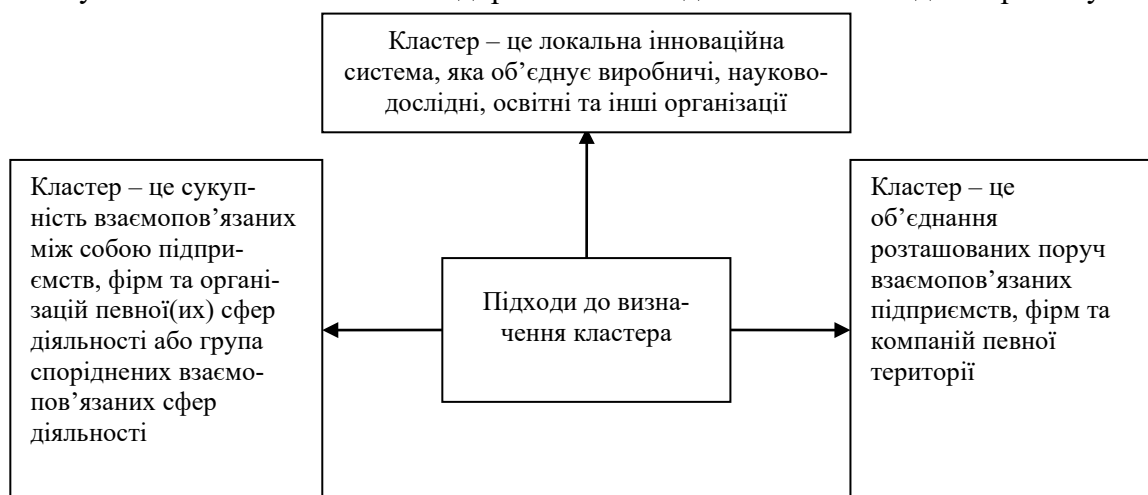 Кластер – це локальна інноваційна
система, яка об’єднує виробничі, науково-
дослідні, освітні та інші організації
Кластер – це сукуп-
ність взаємопов’язаних
між собою підпри-
ємств, фірм та органі-
зацій певної(их) сфер
діяльності або група
споріднених взаємо-
пов’язаних сфер
діяльності
Підходи до визна-
чення кластера
Кластер – це
об’єднання
розташованих поруч
взаємопов’язаних
підприємств, фірм та
компаній певної
території